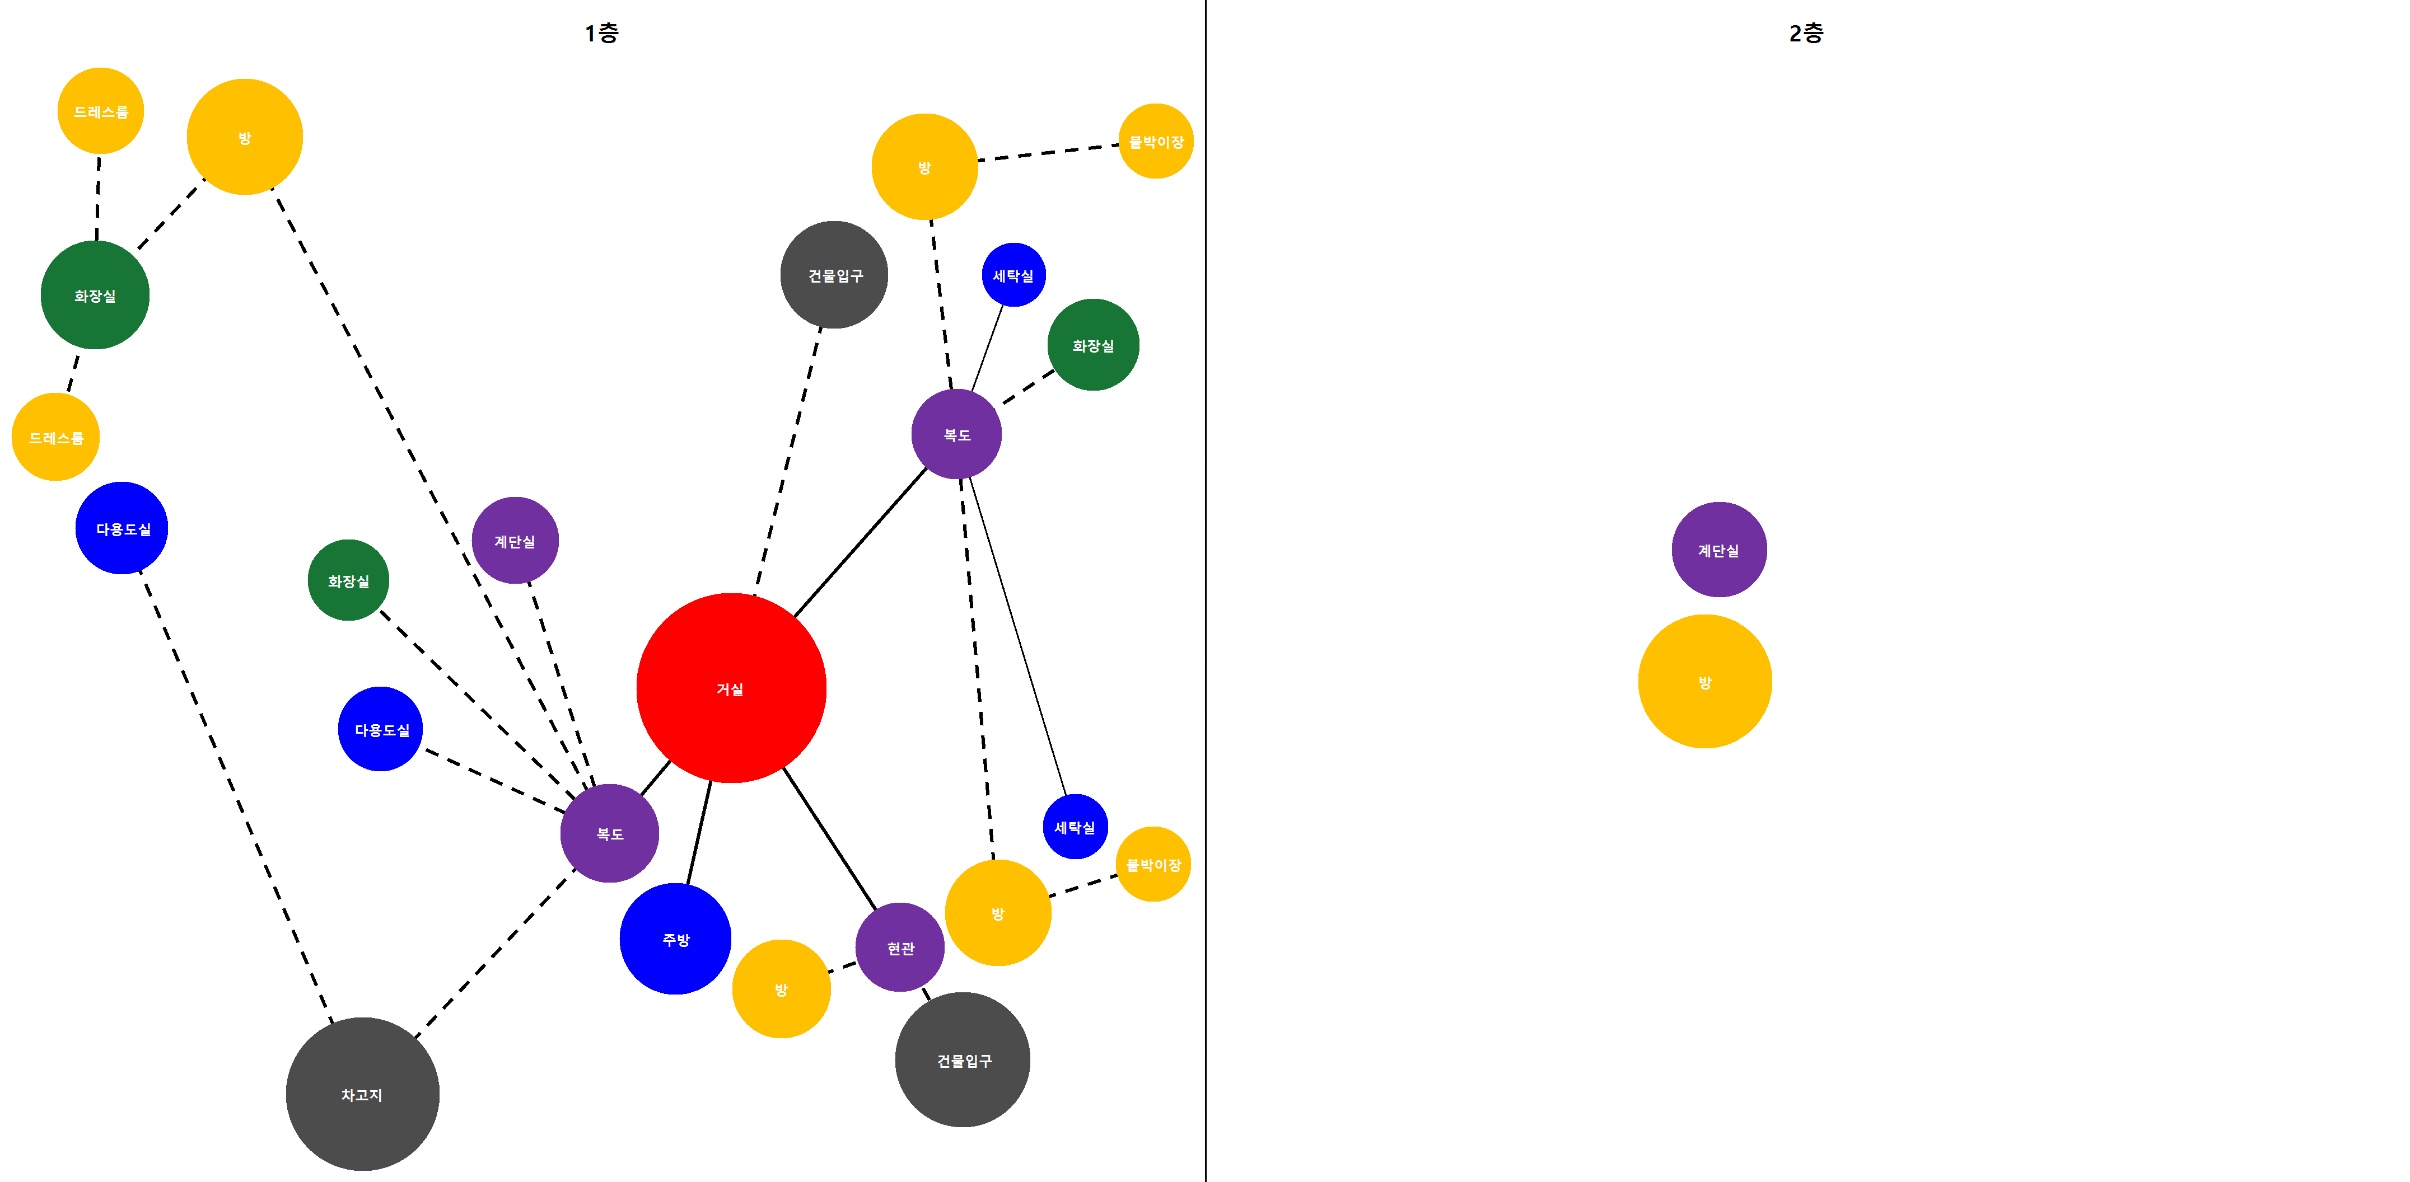 1층
2층
드레스룸
방
방
붙박이장
건물입구
세탁실
화장실
화장실
복도
드레스룸
다용도실
계단실
화장실
거실
다용도실
복도
세탁실
붙박이장
방
주방
현관
방
건물입구
차고지
계단실
방